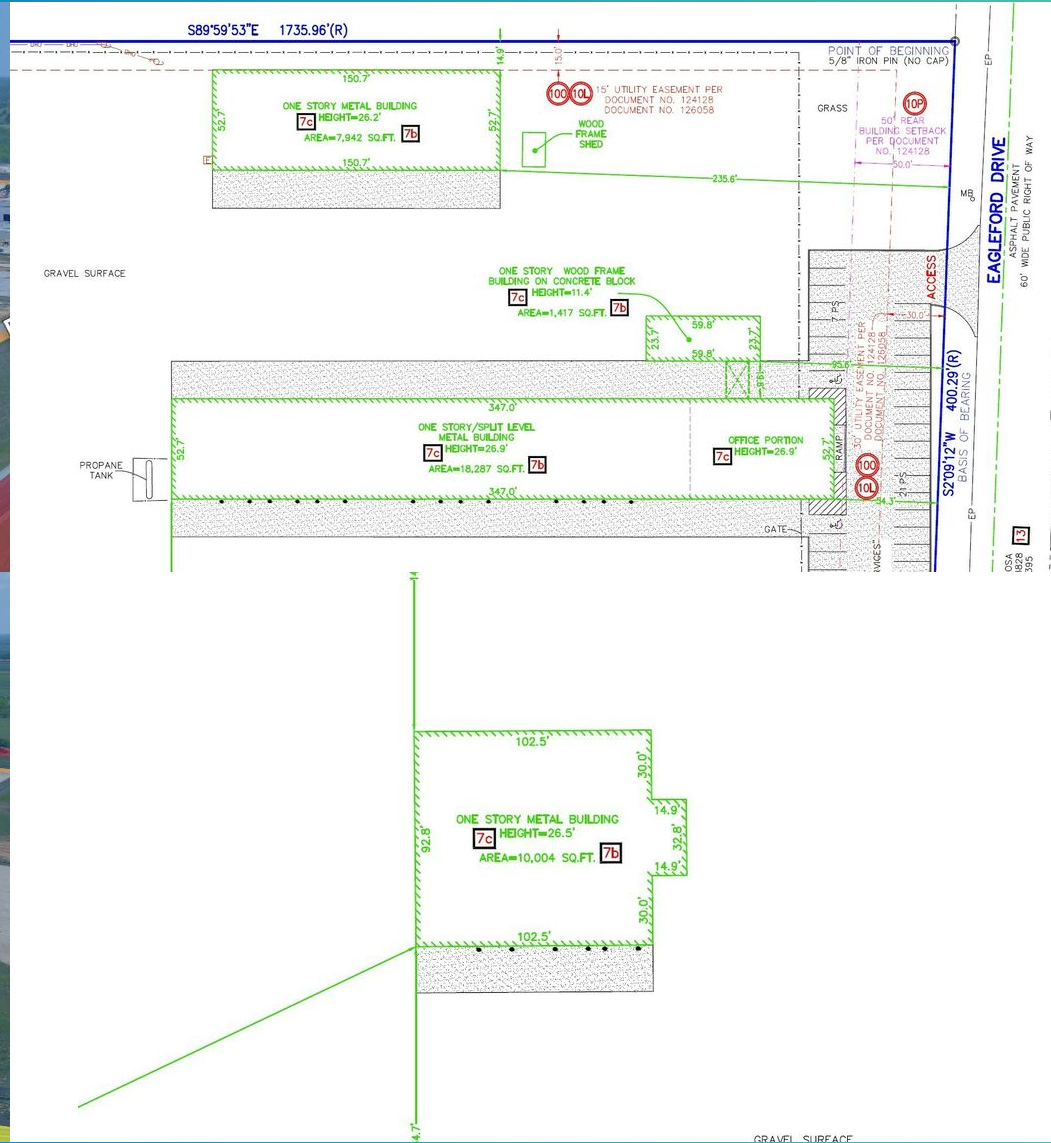 S89°59'53"E 1735.96'(R)
14.9'
15.0'
POINT OF BEGINNING
5/8" IRON PIN (NO CAP)
EP
150.7'
ONE STORY METAL BUILDING
7c HEIGHT=26.2'
AREA=7,942 SQ.FT. 7b
52.7'
52.7'
150.7'
E
100 10L 15' UTILITY EASEMENT PER
DOCUMENT NO. 124128
DOCUMENT NO. 126058
WOOD
FRAME
SHED
GRASS
10P
50' REAR
BUILDING SETBACK
PER DOCUMENT
NO. 124128
50.0'
235.6'
MB
EAGLEFORD DRIVE
ASPHALT PAVEMENT
60' WIDE PUBLIC RIGHT OF WAY
GRAVEL SURFACE
ACCESS
ONE STORY WOOD FRAME
BUILDING ON CONCRETE BLOCK
7c HEIGHT=11.4'
AREA=1,417 SQ.FT. 7b
59.8'
23.7'
23.7'
59.8'
7 PS
30.0'
95.6'
30' UTILITY EASEMENT PER
DOCUMENT NO. 124128
DOCUMENT NO. 126058
S2°09'12"W 400.29'(R)
BASIS OF BEARING
347.0'
ONE STORY/SPLIT LEVEL
METAL BUILDING
7c HEIGHT=26.9'
AREA=18,287 SQ.FT. 7b
52.7'
OFFICE PORTION
7c HEIGHT=26.9'
52.7'
RAMP
347.0'
PROPANE
TANK
100
10L
21 PS
GATE
EP
13
102.5'
30.0'
14.9'
ONE STORY METAL BUILDING
7c HEIGHT=26.5'
AREA=10,004 SQ.FT. 7b
92.8'
32.8'
14.9'
30.0'
102.5'
4.7'
GRAVEL SURFACE